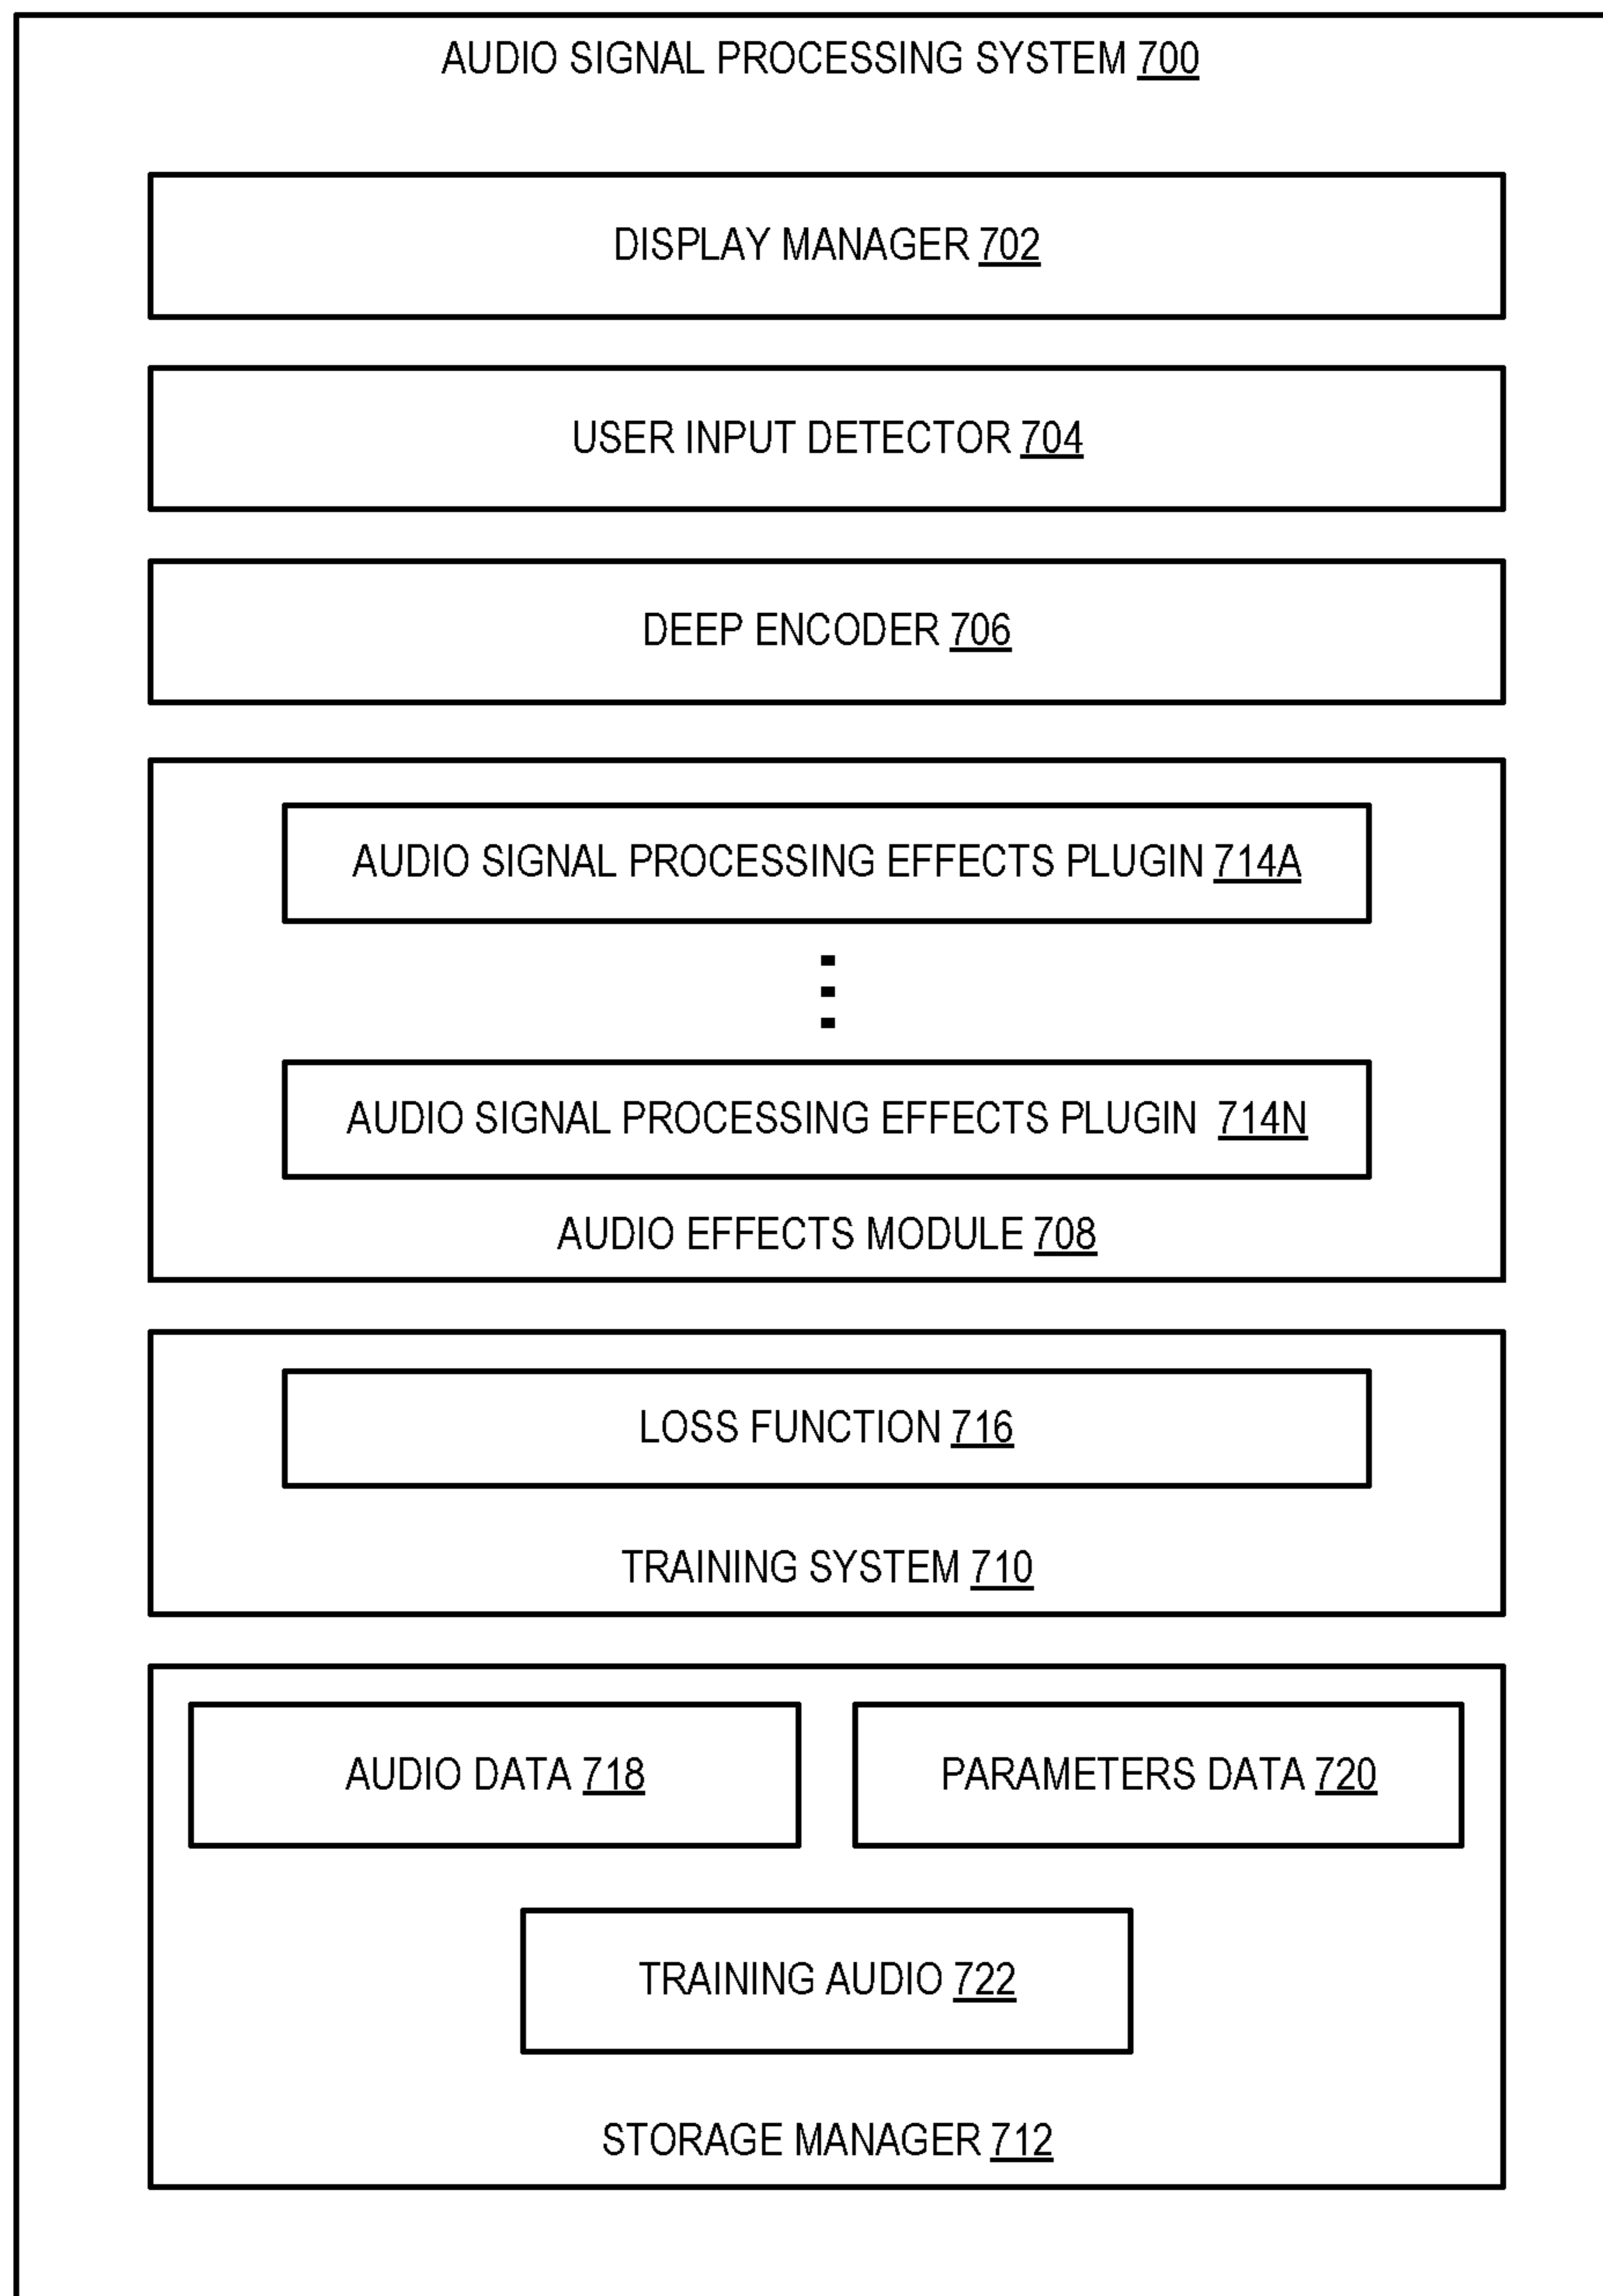 AUDIO SIGNAL PROCESSING SYSTEM 700
DISPLAY MANAGER 702
USER INPUT DETECTOR 704
DEEP ENCODER 706
AUDIO SIGNAL PROCESSING EFFECTS PLUGIN 714A
AUDIO SIGNAL PROCESSING EFFECTS PLUGIN 714N
AUDIO EFFECTS MODULE 708
LOSS FUNCTION 716
TRAINING SYSTEM 710
AUDIO DATA 718
PARAMETERS DATA 720
TRAINING AUDIO 722
STORAGE MANAGER 712